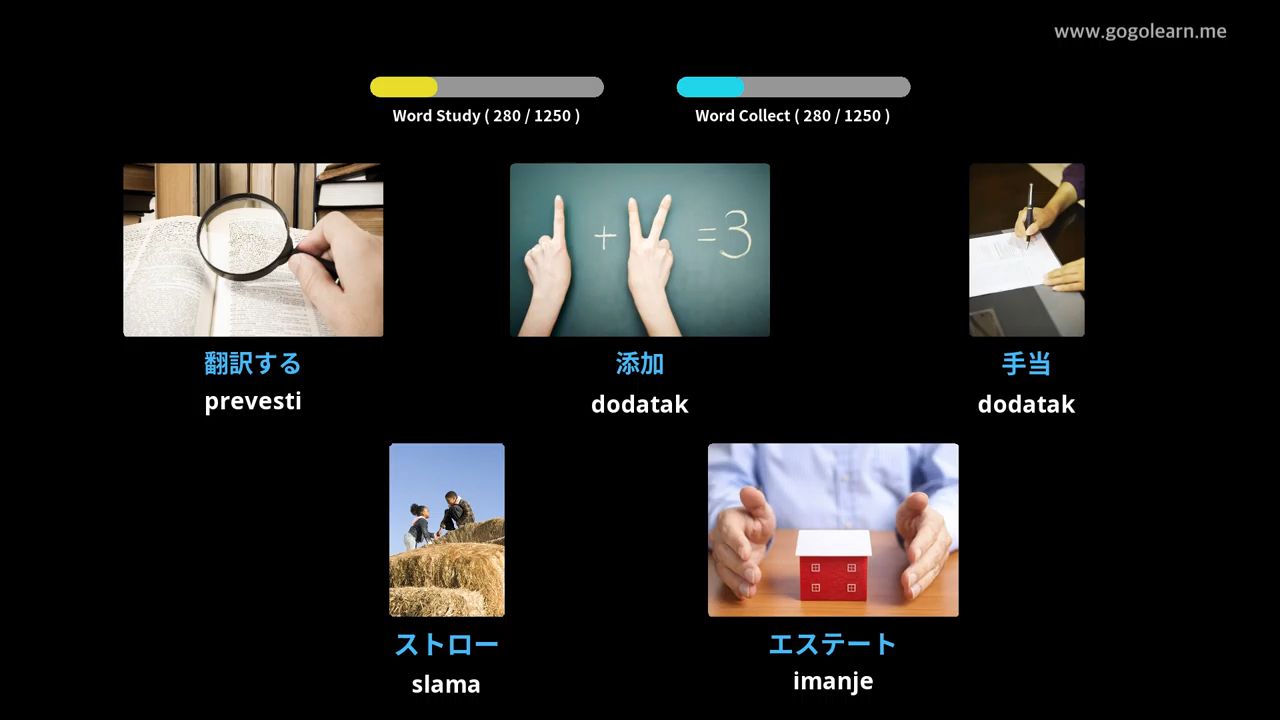 www.gogolearn.me
Word Study ( 280 / 1250 )
Word Collect ( 280 / 1250 )
+ =3
翻訳する
prevesti
添加
dodatak
手当
dodatak
ストロー
slama
エステート
imanje